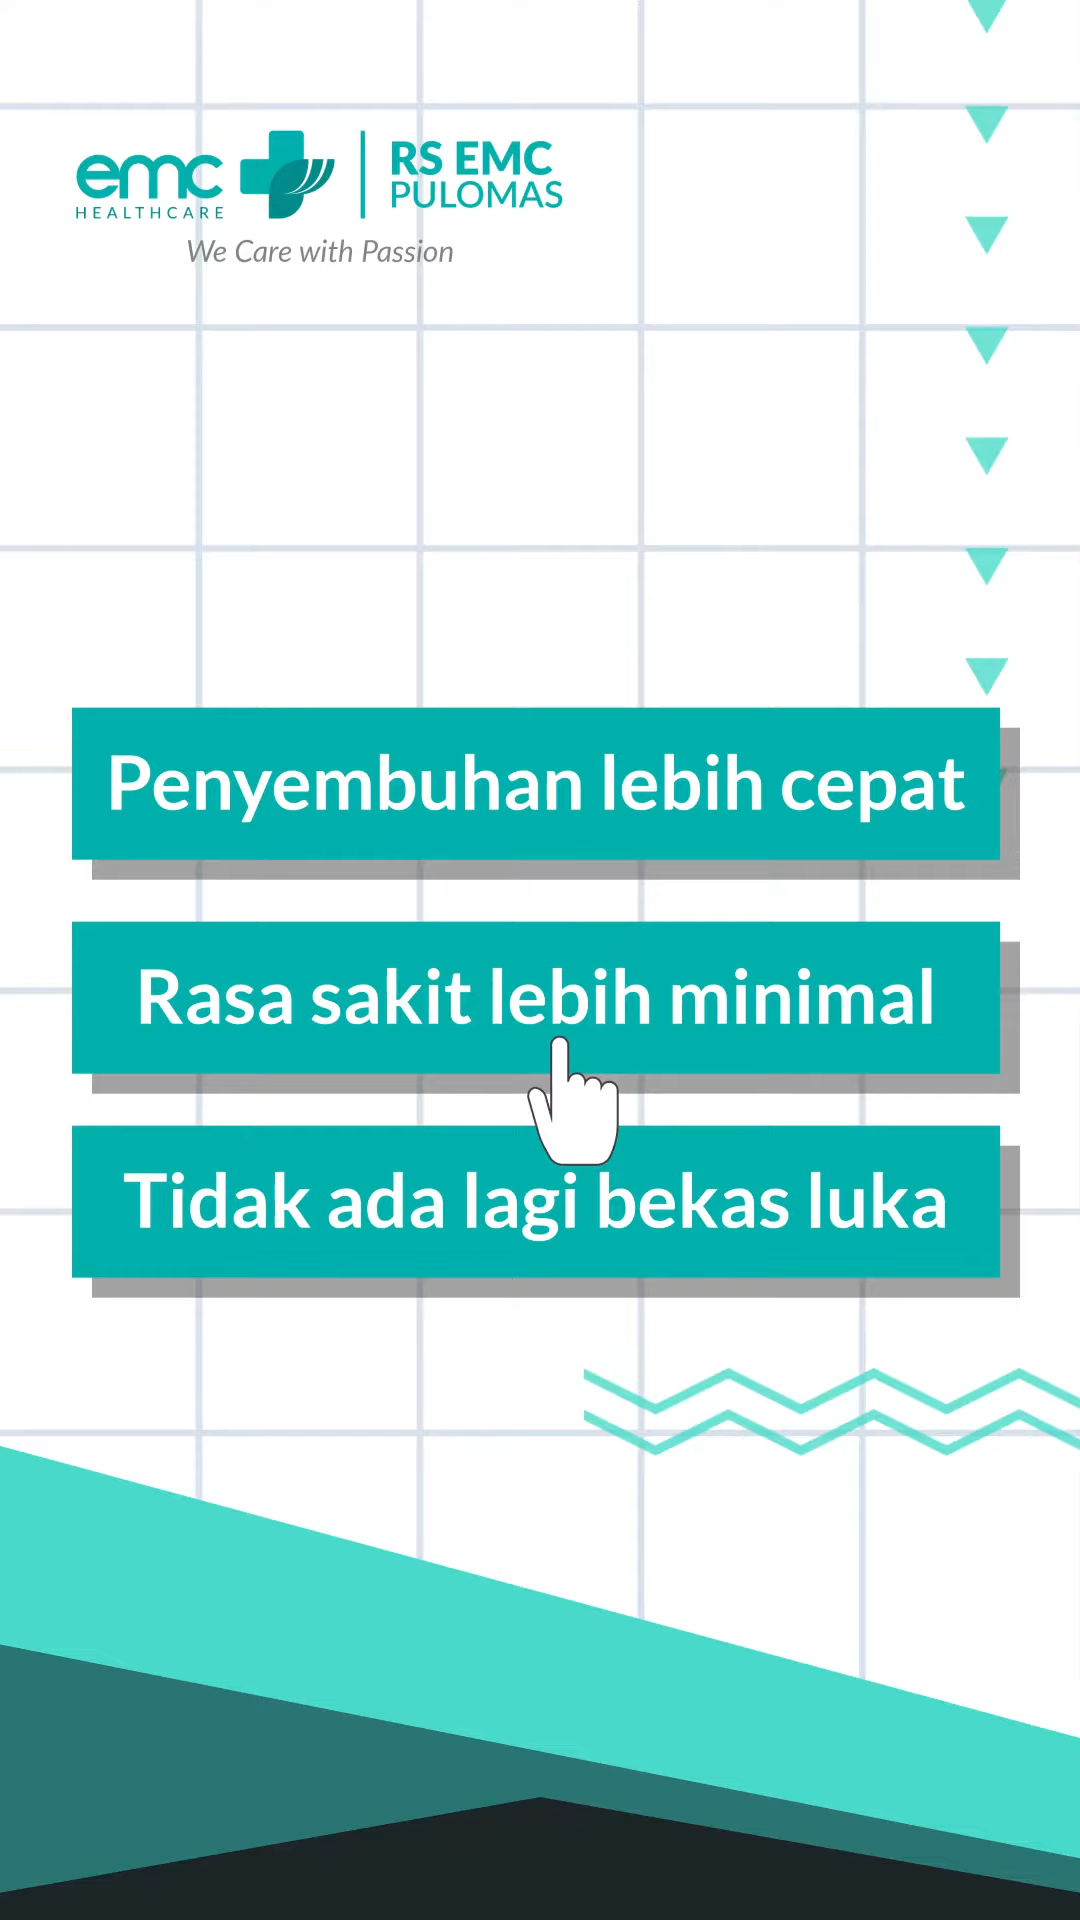 emc
HEALTHCARE
RS EMC
PULOMAS
We Care with Passion
Penyembuhan lebih cepat
Rasa sakit lebih minimal
Tidak ada lagi bekas luka